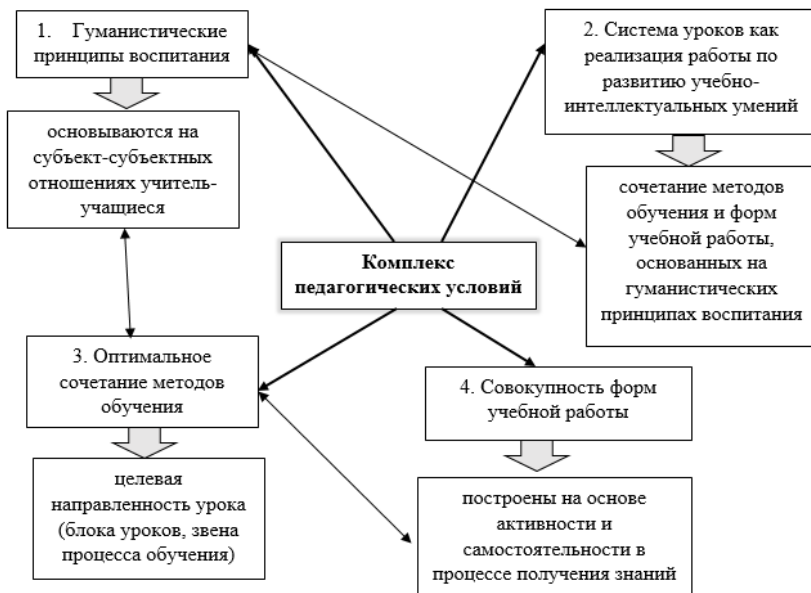 1. Гуманистические
принципы воспитания
2. Система уроков как
реализация работы по
развитию учебно-
интеллектуальных умений
основываются на
субъект-субъектных
отношениях учитель-
учащиеся
сочетание методов
обучения и форм
учебной работы,
основанных на
гуманистических
принципах воспитания
Комплекс
педагогических условий
3. Оптимальное
сочетание методов
обучения
4. Совокупность форм
учебной работы
целевая
направленность урока
(блока уроков, звена
процесса обучения)
построены на основе
активности и
самостоятельности в
процессе получения знаний